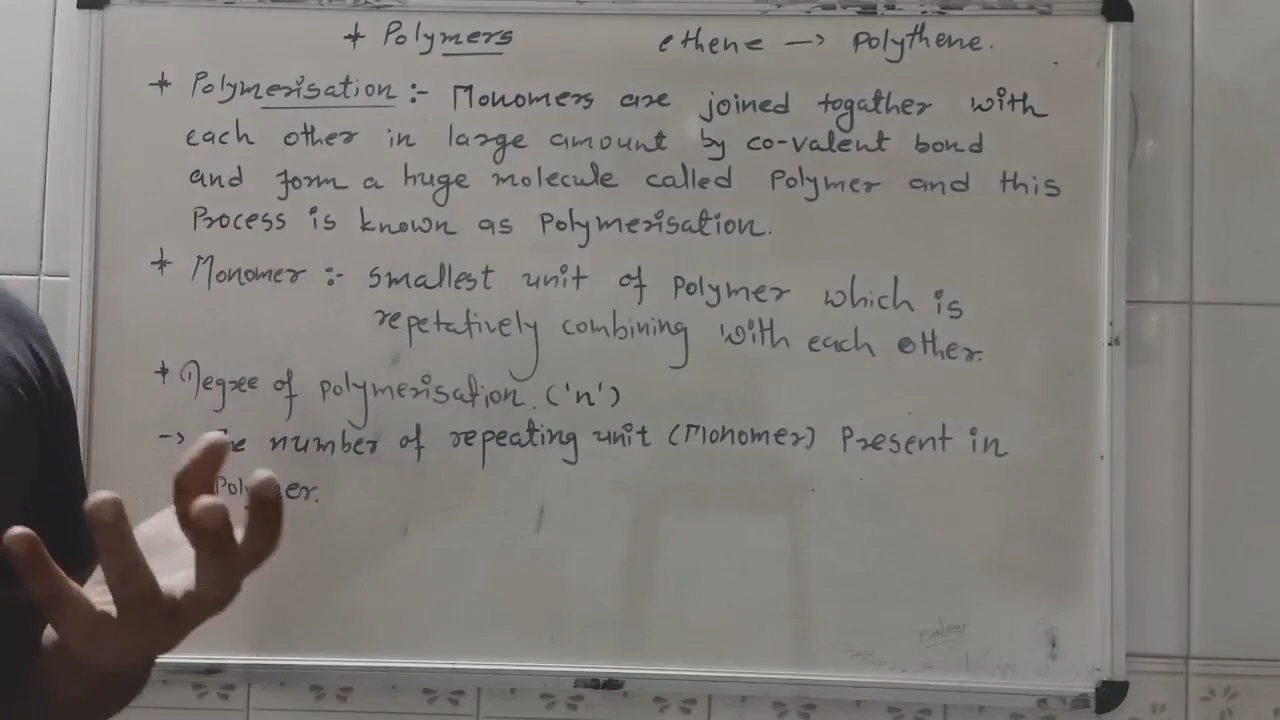 * Polymers ethene -> Polythene.
* Polymerisation :- Monomers are joined togather with
each other in large amount by co-valent bond
and form a huge molecule called Polymer and this
Process is known as Polymerisation.
* Monomer :- smallest unit of Polymer which is
repetatively combining with each other.
* Degree of polymerisation. ('n')
-> number of repeating unit (Monomer) Present in